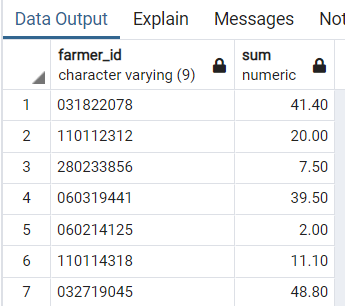 Data Output Explain Messages
farmer_id sum
character varying (9) numeric
1 031822078 41.40
2 110112312 20.00
3 280233856 7.50
4 060319441 39.50
5 060214125 2.00
6 110114318 11.10
7 032719045 48.80